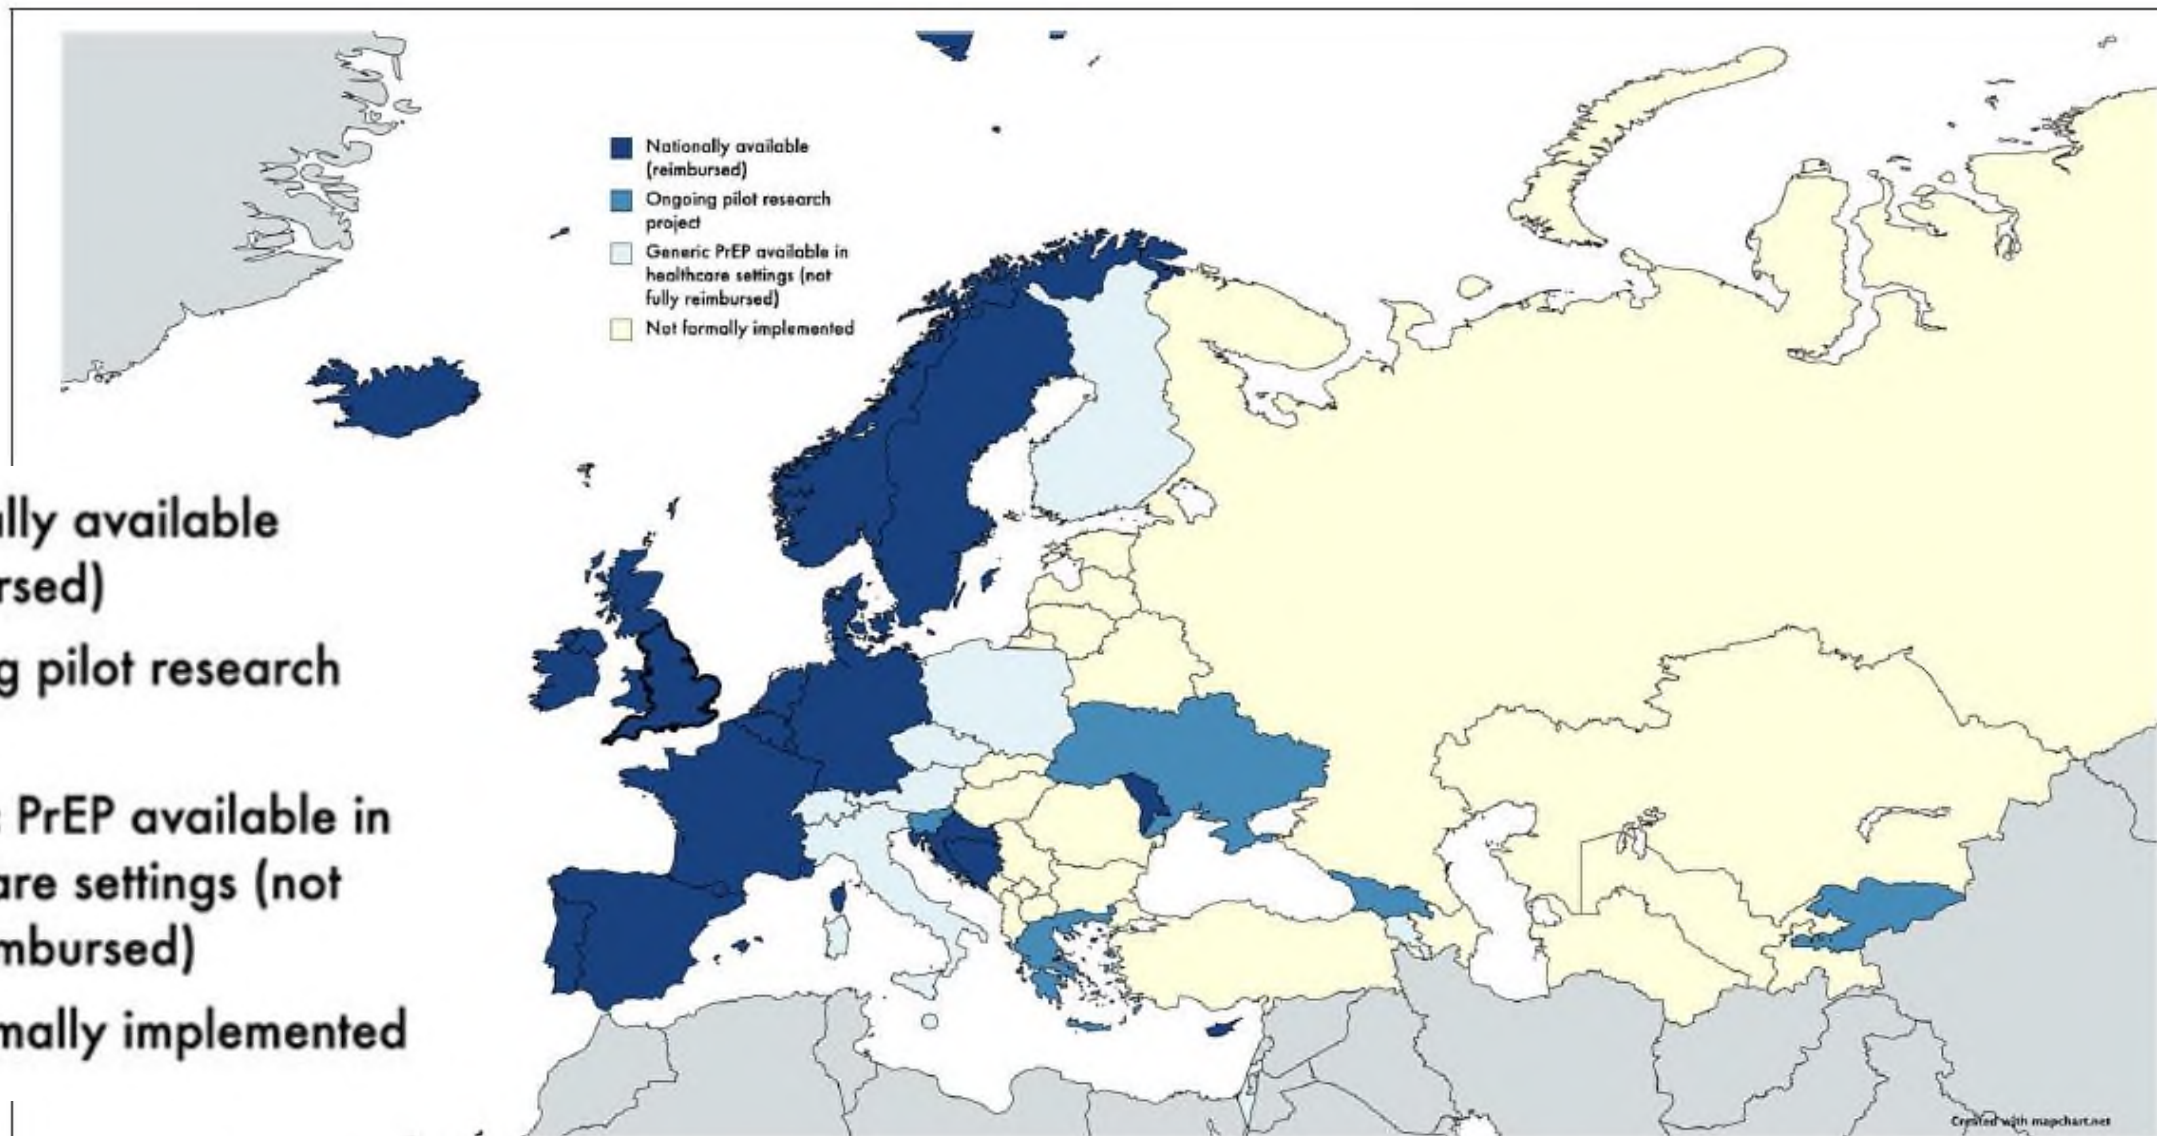 Nationally available
(reimbursed)
Ongoing pilot research
project
Generic PrEP available in
healthcare settings (not
fully reimbursed)
Not formally implemented
ally available
rsed)
g pilot research
PrEP available in
are settings (not
mbursed)
mally implemented
Created with mapchart.net